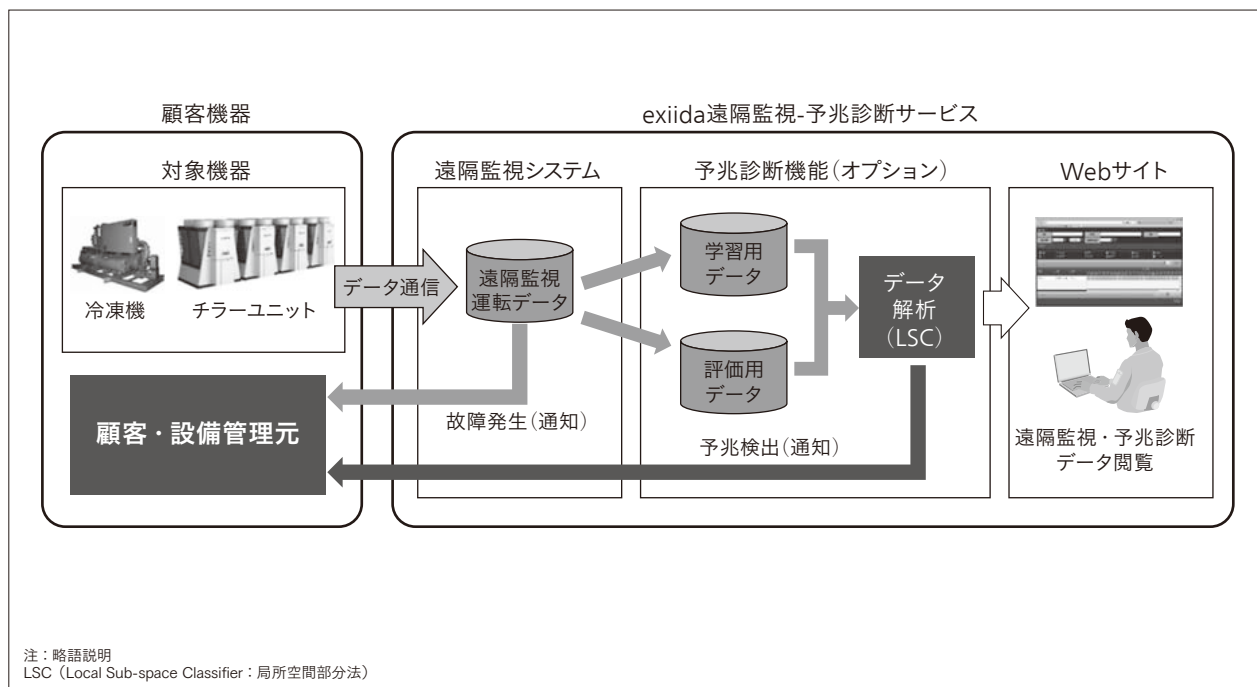 顧客機器
exiida遠隔監視-予兆診断サービス
対象機器
遠隔監視システム
予兆診断機能(オプション)
Webサイト
冷凍機
チラーユニット
データ通信
遠隔監視
運転データ
学習用
データ
評価用
データ
データ
解析
(LSC)
故障発生(通知)
予兆検出(通知)
顧客・設備管理元
遠隔監視・予兆診断
データ閲覧
注:略語説明
LSC(Local Sub-space Classifier:局所空間部分法)